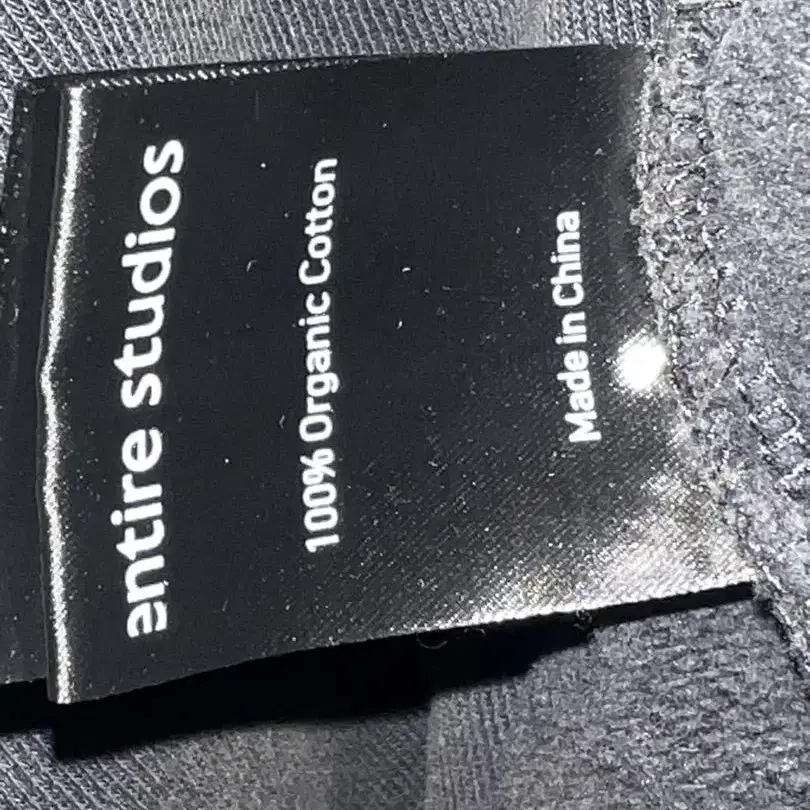 entire studios
100% Organic Cotton
Made in China